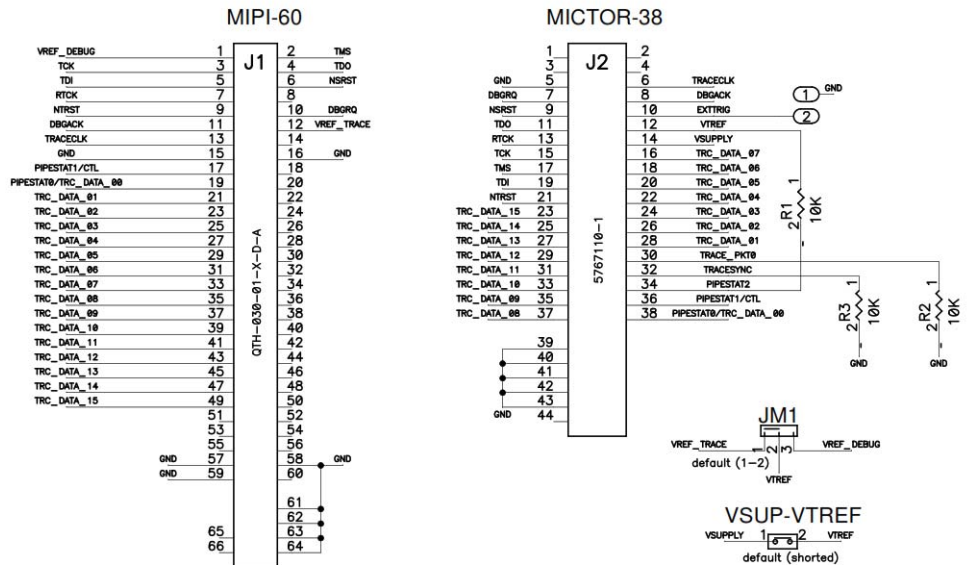 MIPI-60
J1
QTH-030-01-X-D-A
VREF_DEBUG 1 2 TMS
TCK 3 4 TDO
TDI 5 6 NSRST
RTCK 7 8
NTRST 9 10 DBGRQ
DBGACK 11 12 VREF_TRACE
TRACECLK 13 14
GND 15 16 GND
PIPESTAT1/CTL 17 18
PIPESTAT0/TRC_DATA_00 19 20
TRC_DATA_01 21 22
TRC_DATA_02 23 24
TRC_DATA_03 25 26
TRC_DATA_04 27 28
TRC_DATA_05 29 30
TRC_DATA_06 31 32
TRC_DATA_07 33 34
TRC_DATA_08 35 36
TRC_DATA_09 37 38
TRC_DATA_10 39 40
TRC_DATA_11 41 42
TRC_DATA_12 43 44
TRC_DATA_13 45 46
TRC_DATA_14 47 48
TRC_DATA_15 49 50
51 52
53 54
55 56
GND 57 58 GND
GND 59 60
61
62
65 63
66 64
MICTOR-38
J2
5767110-1
1 2
3 4
GND 5 6 TRACECLK
DBGRQ 7 8 DBGACK
NSRST 9 10 EXTTRIG
TDO 11 12 VTREF
RTCK 13 14 VSUPPLY
TCK 15 16 TRC_DATA_07
TMS 17 18 TRC_DATA_06
TDI 19 20 TRC_DATA_05
NTRST 21 22 TRC_DATA_04
TRC_DATA_15 23 24 TRC_DATA_03
TRC_DATA_14 25 26 TRC_DATA_02
TRC_DATA_13 27 28 TRC_DATA_01
TRC_DATA_12 29 30 TRACE_PKT0
TRC_DATA_11 31 32 TRACESYNC
TRC_DATA_10 33 34 PIPESTAT2
TRC_DATA_09 35 36 PIPESTAT1/CTL
TRC_DATA_08 37 38 PIPESTAT0/TRC_DATA_00
39
40
41
42
43
GND 44
1 GND
2
1
2 R1
10K
1
2 R3
10K
GND
1
2 R2
10K
GND
JM1
VREF_TRACE 1 2 3 VREF_DEBUG
default (1-2)
VTREF
VSUP-VTREF
VSUPPLY 1 2 VTREF
default (shorted)